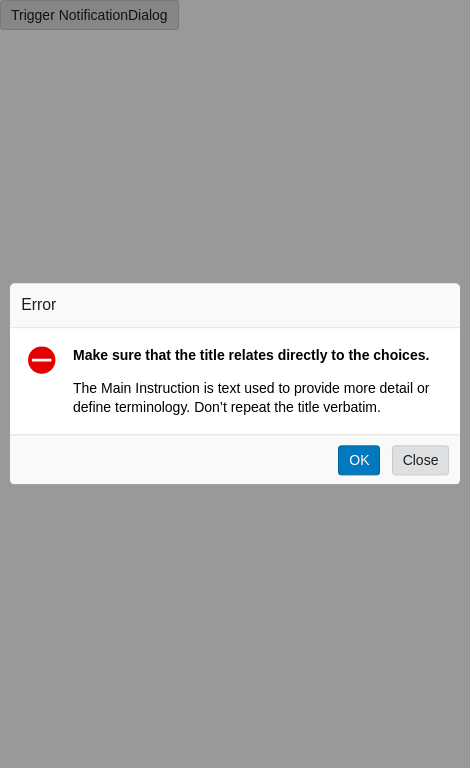 Trigger NotificationDialog
Error
Make sure that the title relates directly to the choices.
The Main Instruction is text used to provide more detail or
define terminology. Don’t repeat the title verbatim.
OK Close